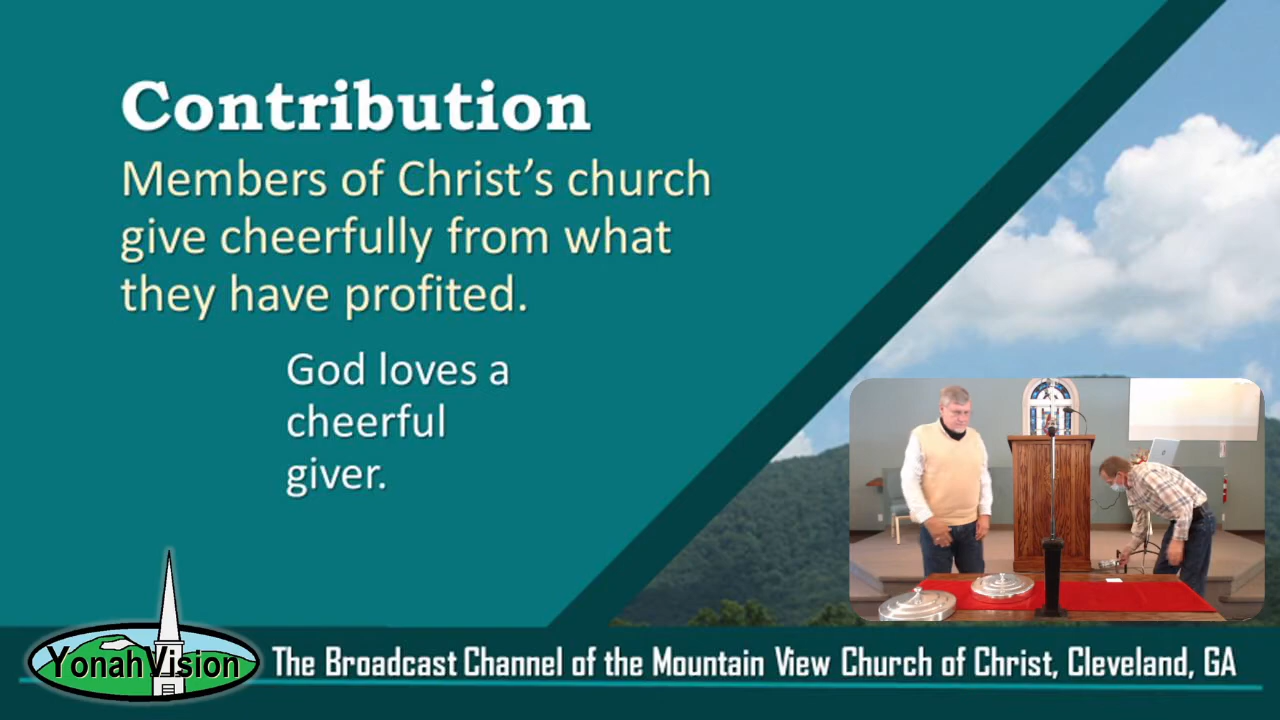 Contribution
Members of Christ’s church
give cheerfully from what
they have profited.
God loves a
cheerful
giver.
YonahVision
The Broadcast Channel of the Mountain View Church of Christ, Cleveland, GA